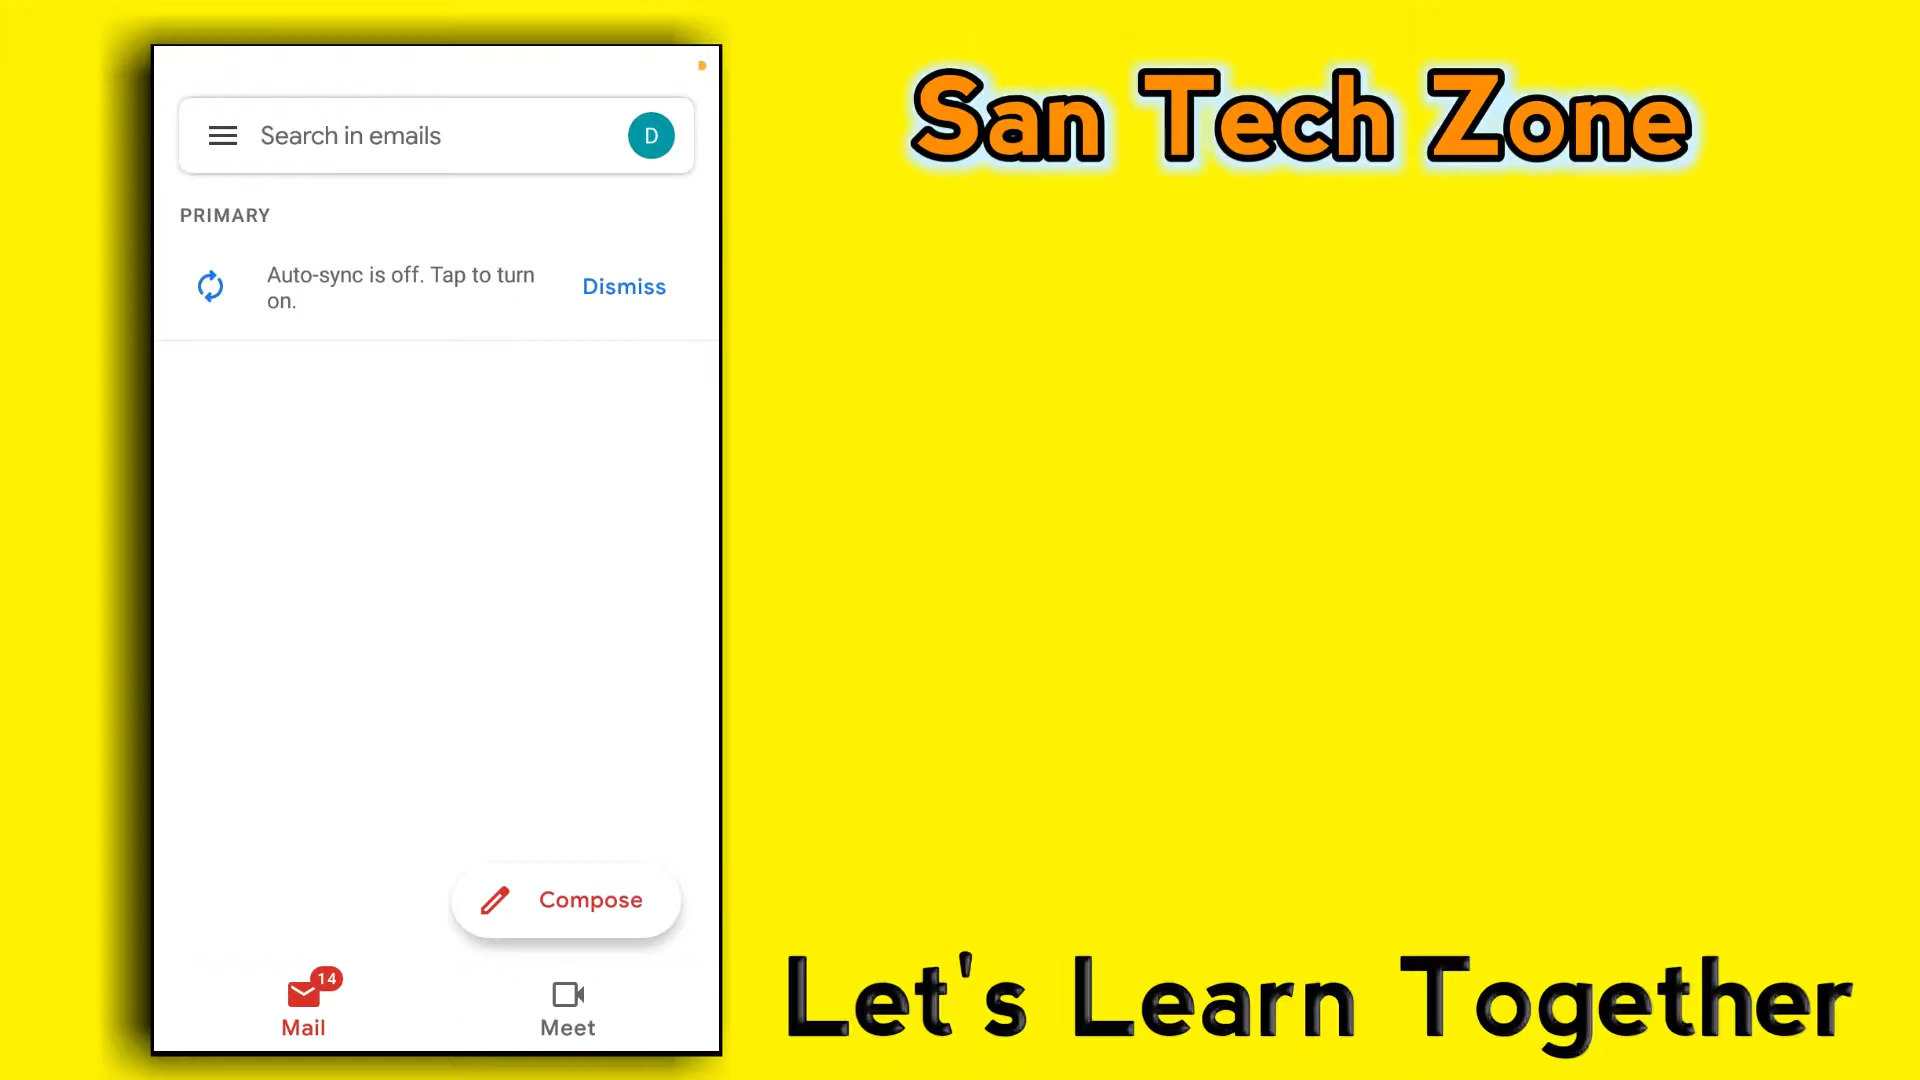 San Tech Zone
Search in emails
D
PRIMARY
Auto-sync is off. Tap to turn
on.
Dismiss
Compose
14
Mail
Meet
Let's Learn Together